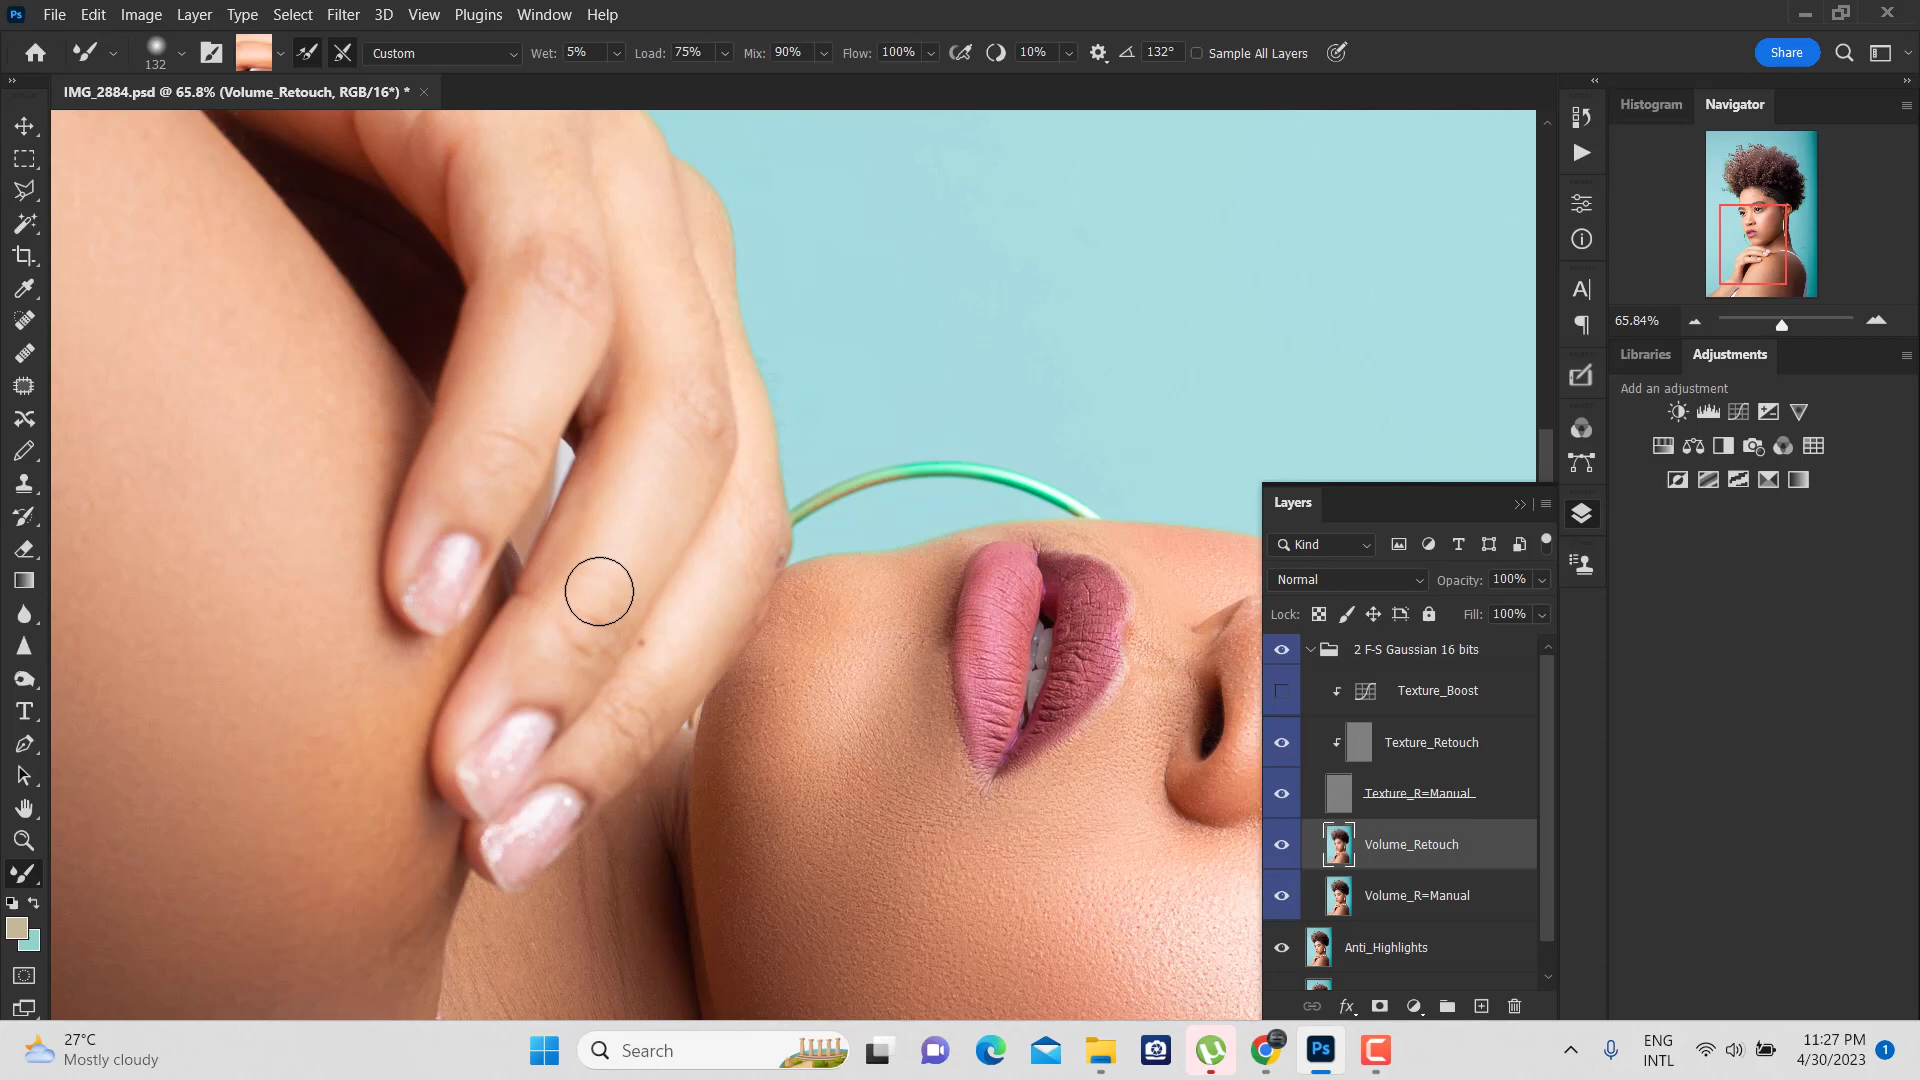 Ps File Edit Image Layer Type Select Filter 3D View Plugins Window Help
132 Custom Wet: 5% Load: 75% Mix: 90% Flow: 100% 10% 132° Sample All Layers Share
IMG_2884.psd @ 65.8% (Volume_Retouch, RGB/16*) *
Histogram Navigator
65.84%
Libraries Adjustments
Add an adjustment
Layers
Kind
Normal Opacity: 100%
Lock: Fill: 100%
2 F-S Gaussian 16 bits
Texture_Boost
Texture_Retouch
Texture_R=Manual
Volume_Retouch
Volume_R=Manual
Anti_Highlights
27°C
Mostly cloudy
Search
Ps
ENG
INTL
11:27 PM
4/30/2023
1